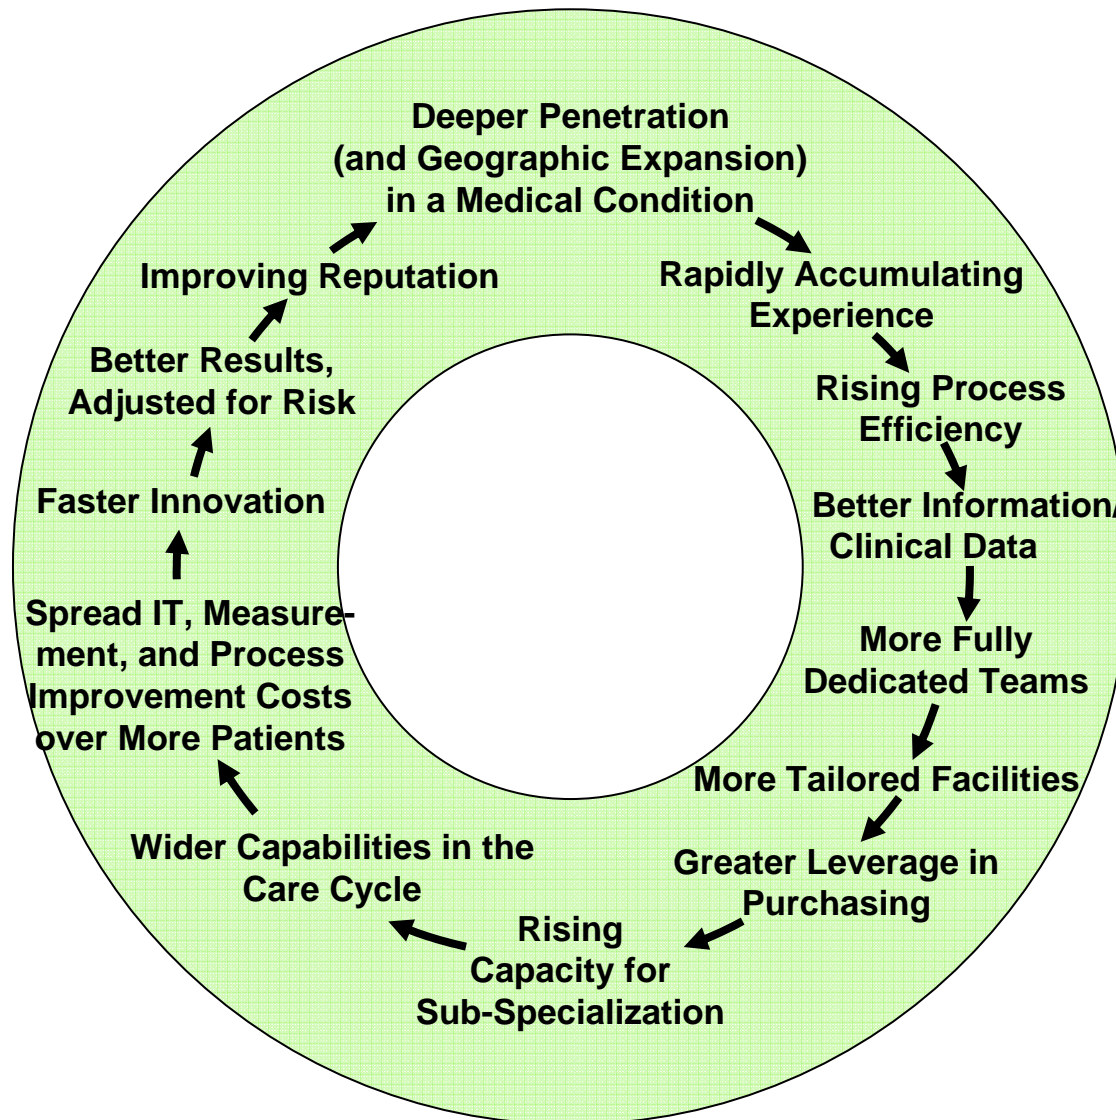 Deeper Penetration
(and Geographic Expansion)
in a Medical Condition
Rapidly Accumulating
Experience
Rising Process
Efficiency
Better Information/
Clinical Data
More Fully
Dedicated Teams
More Tailored Facilities
Greater Leverage in
Purchasing
Rising
Capacity for
Sub-Specialization
Wider Capabilities in the
Care Cycle
Spread IT, Measure-
ment, and Process
Improvement Costs
over More Patients
Faster Innovation
Better Results,
Adjusted for Risk
Improving Reputation